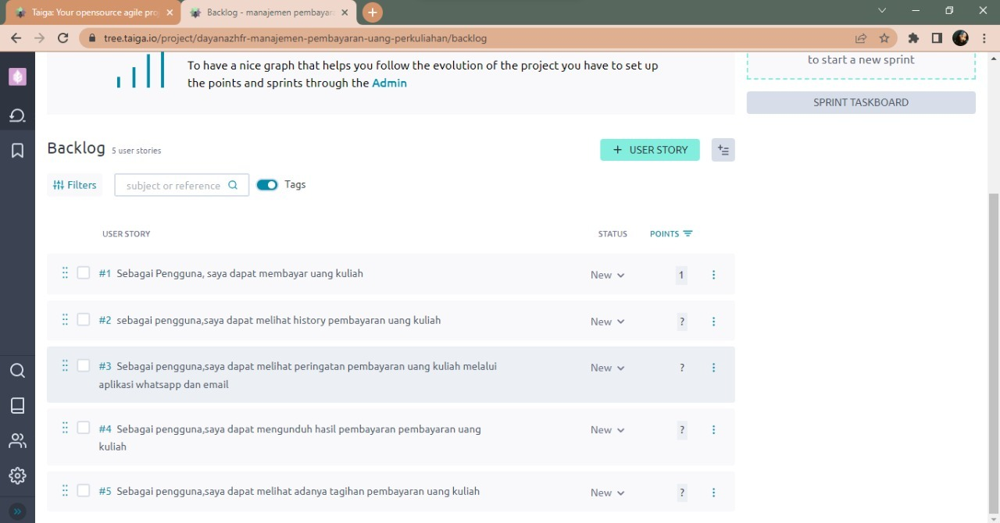 Taiga: Your opensource agile pro
Backlog - manajemen pembayaran
tree.taiga.io/project/dayanazhfr-manajemen-pembayaran-uang-perkuliahan/backlog
To have a nice graph that helps you follow the evolution of the project you have to set up
the points and sprints through the Admin
to start a new sprint
SPRINT TASKBOARD
Backlog 5 user stories
+ USER STORY
Filters
subject or reference
Tags
USER STORY STATUS POINTS
#1 Sebagai Pengguna, saya dapat membayar uang kuliah New 1
#2 sebagai pengguna,saya dapat melihat history pembayaran uang kuliah New ?
#3 Sebagai pengguna,saya dapat melihat peringatan pembayaran uang kuliah melalui New ?
aplikasi whatsapp dan email
#4 Sebagai pengguna,saya dapat mengunduh hasil pembayaran pembayaran uang New ?
kuliah
#5 Sebagai pengguna,saya dapat melihat adanya tagihan pembayaran uang kuliah New ?